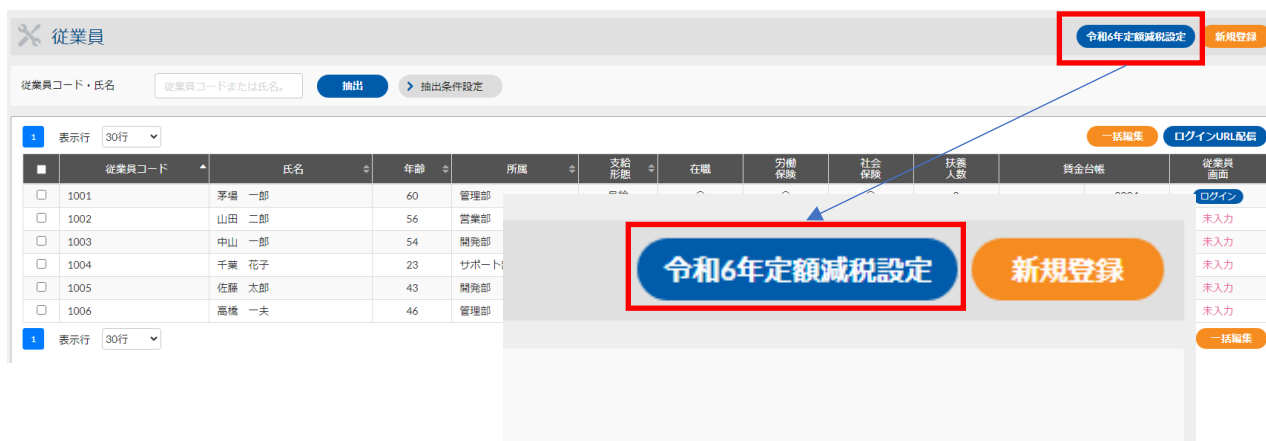 従業員
令和6年定額減税設定 新規登録
従業員コード・氏名 従業員コードまたは氏名。 抽出 抽出条件設定
1 表示行 30行 一括編集 ログインURL配信
従業員コード 氏名 年齢 所属 支給形態 在職 労働保険 社会保険 扶養人数 賃金台帳 従業員画面
1001 茅場 一郎 60 管理部 ログイン
1002 山田 二郎 56 営業部 未入力
1003 中山 一郎 54 開発部 未入力
1004 千葉 花子 23 サポート 未入力
1005 佐藤 太郎 43 開発部 未入力
1006 高橋 一夫 46 管理部 未入力
1 表示行 30行 一括編集
令和6年定額減税設定 新規登録